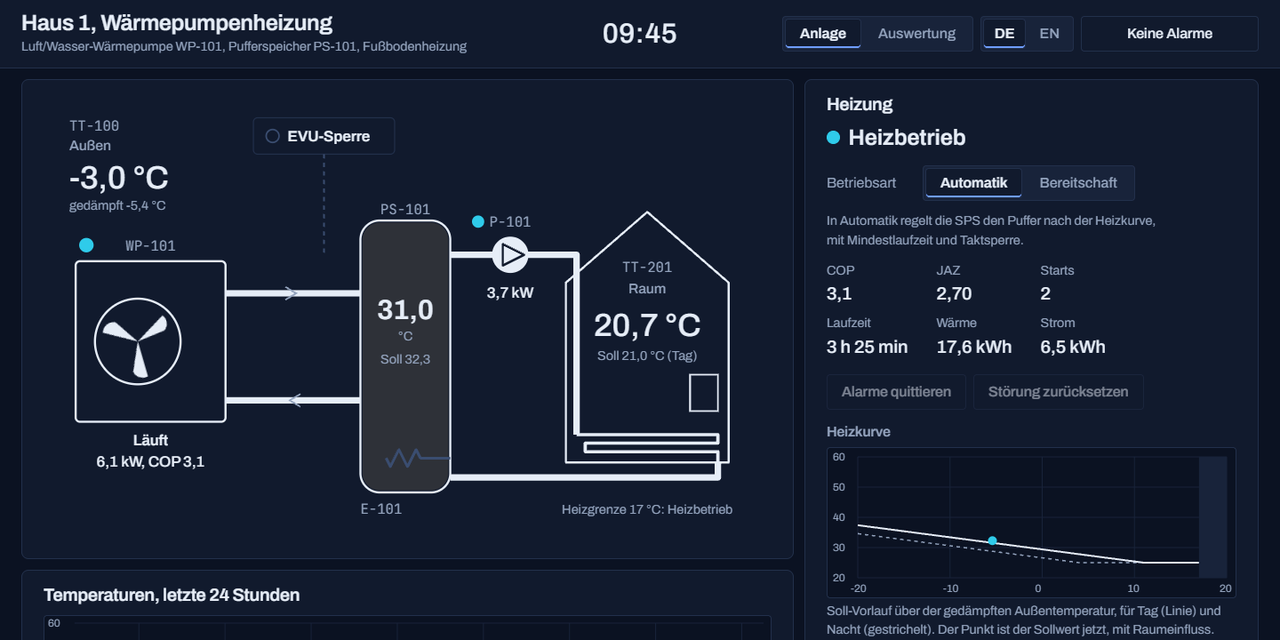 Haus 1, Wärmepumpenheizung
Luft/Wasser-Wärmepumpe WP-101, Pufferspeicher PS-101, Fußbodenheizung
09:45
Anlage
Auswertung
DE
EN
Keine Alarme
TT-100
Außen
-3,0 °C
gedämpft -5,4 °C
EVU-Sperre
WP-101
Läuft
6,1 kW, COP 3,1
PS-101
31,0
°C
Soll 32,3
E-101
P-101
3,7 kW
TT-201
Raum
20,7 °C
Soll 21,0 °C (Tag)
Heizgrenze 17 °C: Heizbetrieb
Temperaturen, letzte 24 Stunden
60
Heizung
Heizbetrieb
Betriebsart
Automatik
Bereitschaft
In Automatik regelt die SPS den Puffer nach der Heizkurve,
mit Mindestlaufzeit und Taktsperre.
COP
JAZ
Starts
3,1
2,70
2
Laufzeit
Wärme
Strom
3 h 25 min
17,6 kWh
6,5 kWh
Alarme quittieren
Störung zurücksetzen
Heizkurve
60
50
40
30
20
-20
-10
0
10
20
Soll-Vorlauf über der gedämpften Außentemperatur, für Tag (Linie) und
Nacht (gestrichelt). Der Punkt ist der Sollwert jetzt, mit Raumeinfluss.